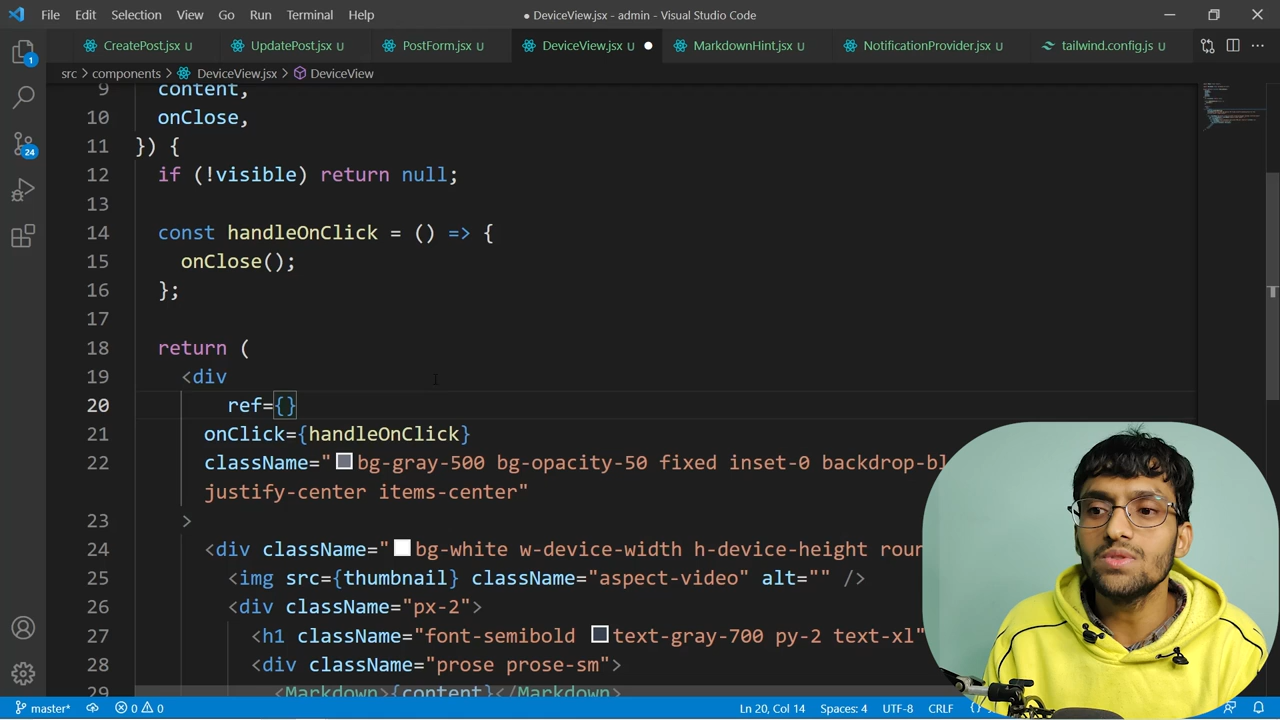 File Edit Selection View Go Run Terminal Help
● DeviceView.jsx - admin - Visual Studio Code
CreatePost.jsx U
UpdatePost.jsx U
PostForm.jsx U
DeviceView.jsx U
MarkdownHint.jsx U
NotificationProvider.jsx U
tailwind.config.js U
src > components > DeviceView.jsx > DeviceView
1
24
9 content,
10 onClose,
11 }) {
12 if (!visible) return null;
13
14 const handleOnClick = () => {
15 onClose();
16 };
17
18 return (
19 <div
20 ref={}
21 onClick={handleOnClick}
22 className="bg-gray-500 bg-opacity-50 fixed inset-0 backdrop-bl
justify-center items-center"
23 >
24 <div className="bg-white w-device-width h-device-height roun
25 <img src={thumbnail} className="aspect-video" alt="" />
26 <div className="px-2">
27 <h1 className="font-semibold text-gray-700 py-2 text-xl"
28 <div className="prose prose-sm">
29 <Markdown>{content}</Markdown>
master* 0 0 Ln 20, Col 14 Spaces: 4 UTF-8 CRLF {}